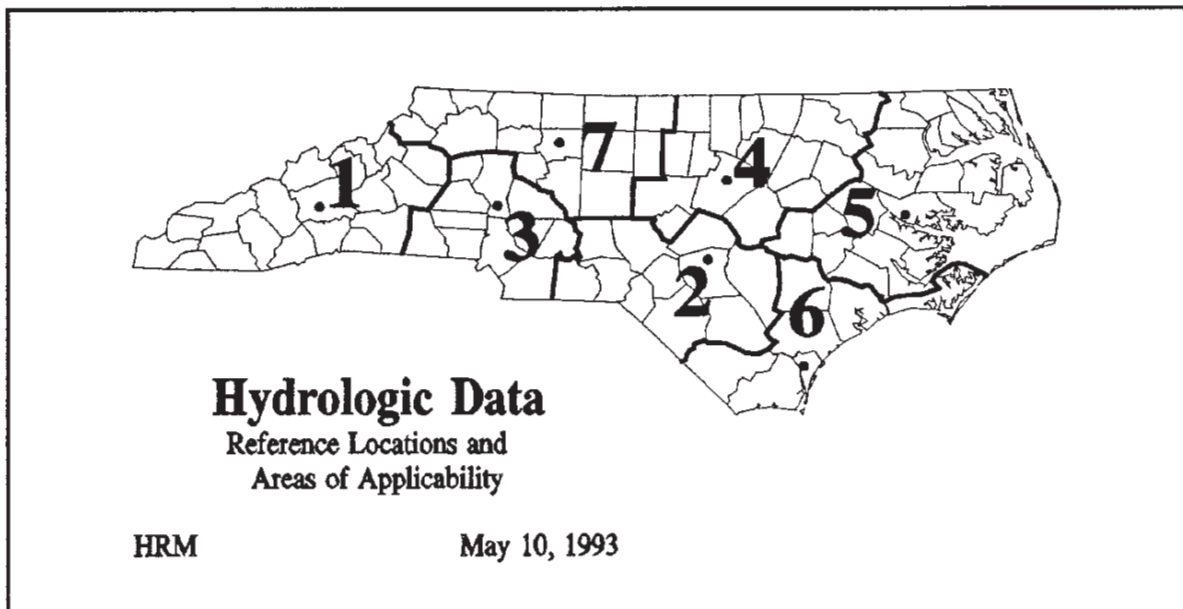 7
4
1
5
3
2
6
Hydrologic Data
Reference Locations and
Areas of Applicability
HRM May 10, 1993